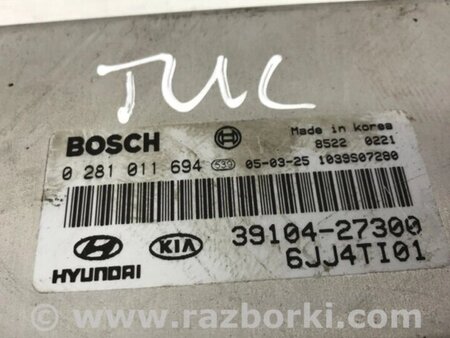 TUC
BOSCH
Made in korea
8522 0221
0 281 011 694 539 05-03-25 1039S07280
39104-27300
HYUNDAI KIA
6JJ4TI01
www.razborki.com